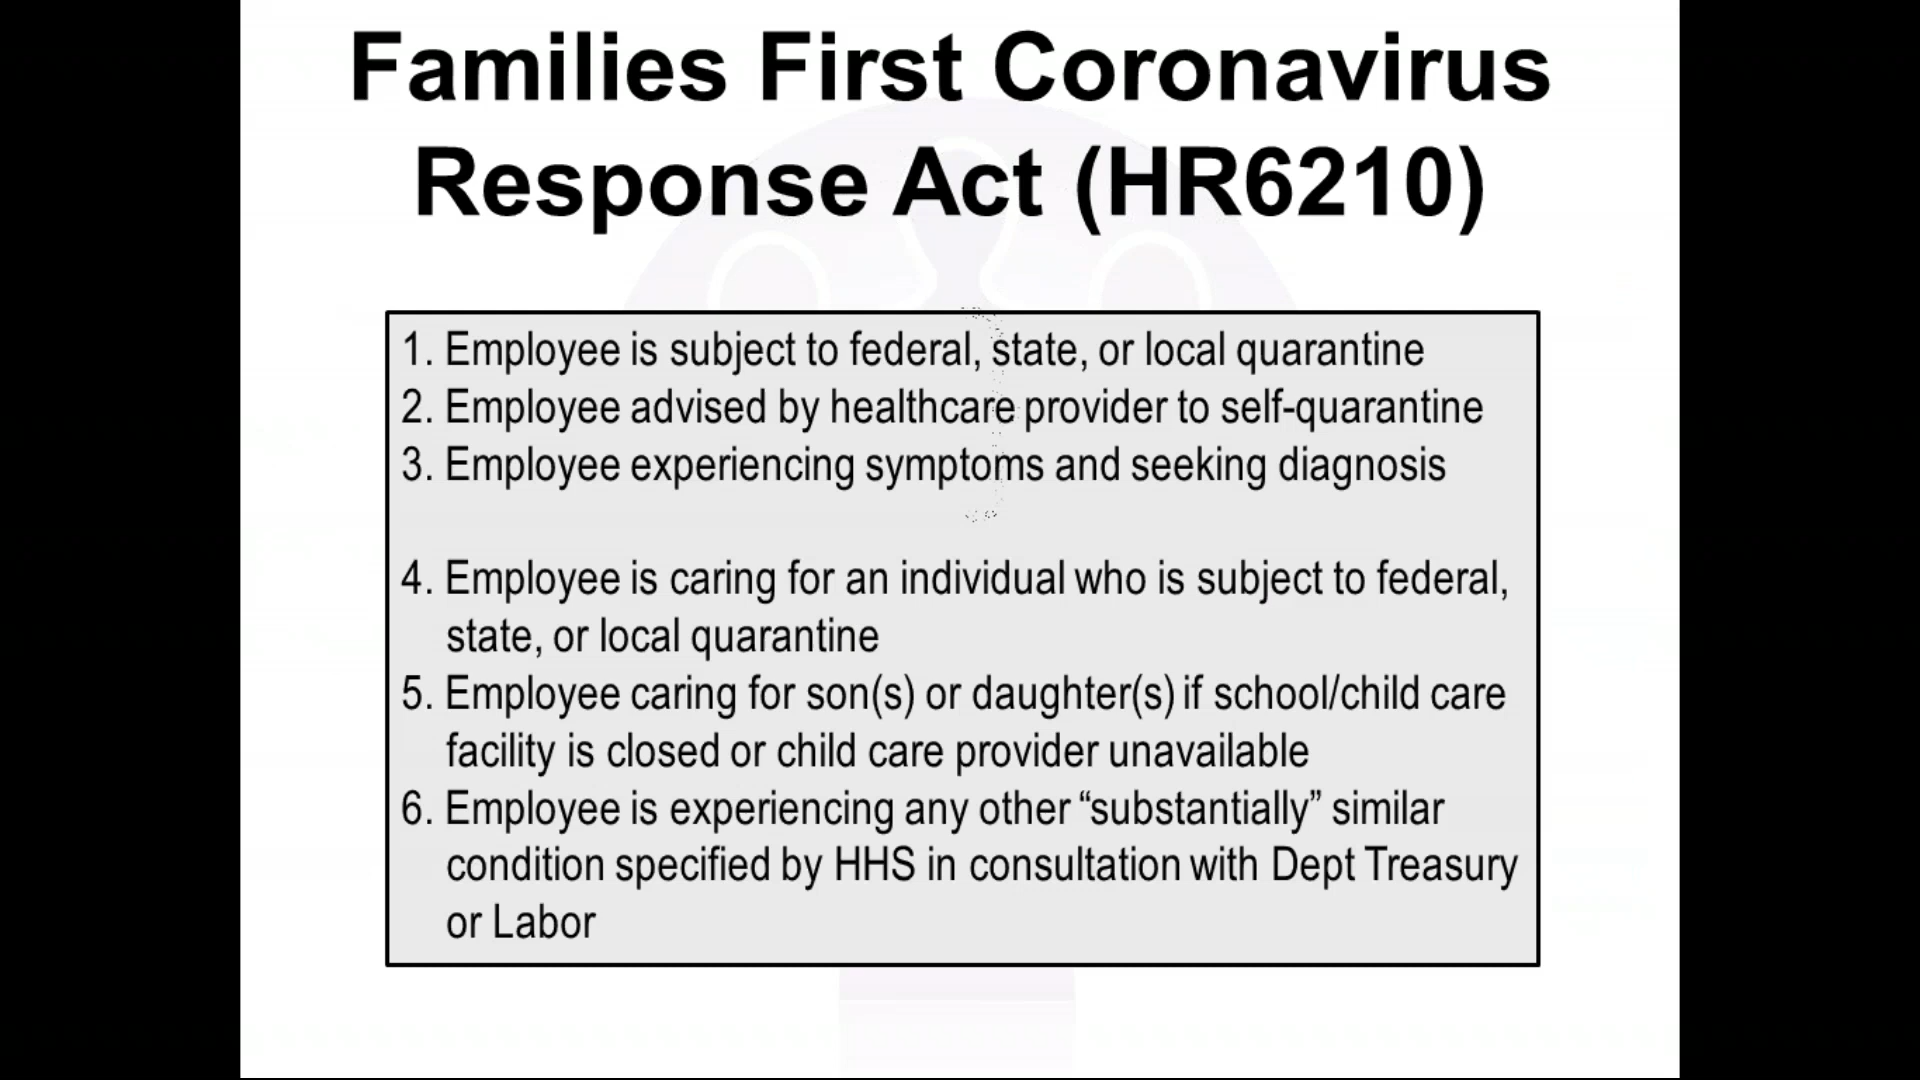 Families First Coronavirus
Response Act (HR6210)
1. Employee is subject to federal, state, or local quarantine
2. Employee advised by healthcare provider to self-quarantine
3. Employee experiencing symptoms and seeking diagnosis
4. Employee is caring for an individual who is subject to federal,
state, or local quarantine
5. Employee caring for son(s) or daughter(s) if school/child care
facility is closed or child care provider unavailable
6. Employee is experiencing any other “substantially” similar
condition specified by HHS in consultation with Dept Treasury
or Labor